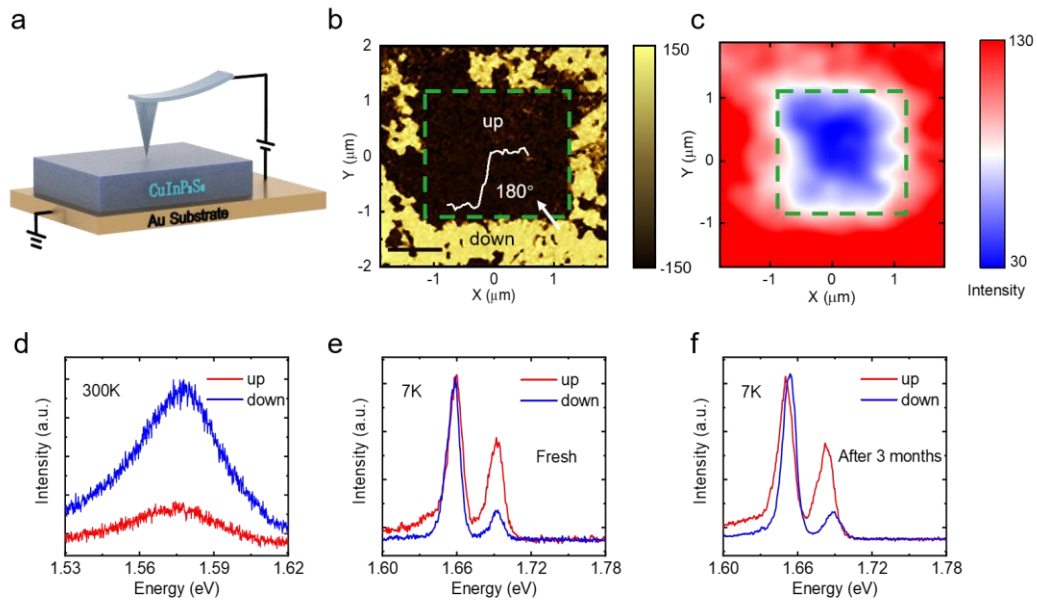 a
CuInP₂S₆
Au Substrate
b
2
1
0
-1
-2
Y (μm)
-1
0
1
X (μm)
up
180°
down
150
-150
c
1
0
-1
Y (μm)
-1
0
1
X (μm)
130
30
Intensity
d
300K
up
down
Intensity (a.u.)
1.53
1.56
1.59
1.62
Energy (eV)
e
7K
up
down
Fresh
Intensity (a.u.)
1.60
1.66
1.72
1.78
Energy (eV)
f
7K
up
down
After 3 months
Intensity (a.u.)
1.60
1.66
1.72
1.78
Energy (eV)